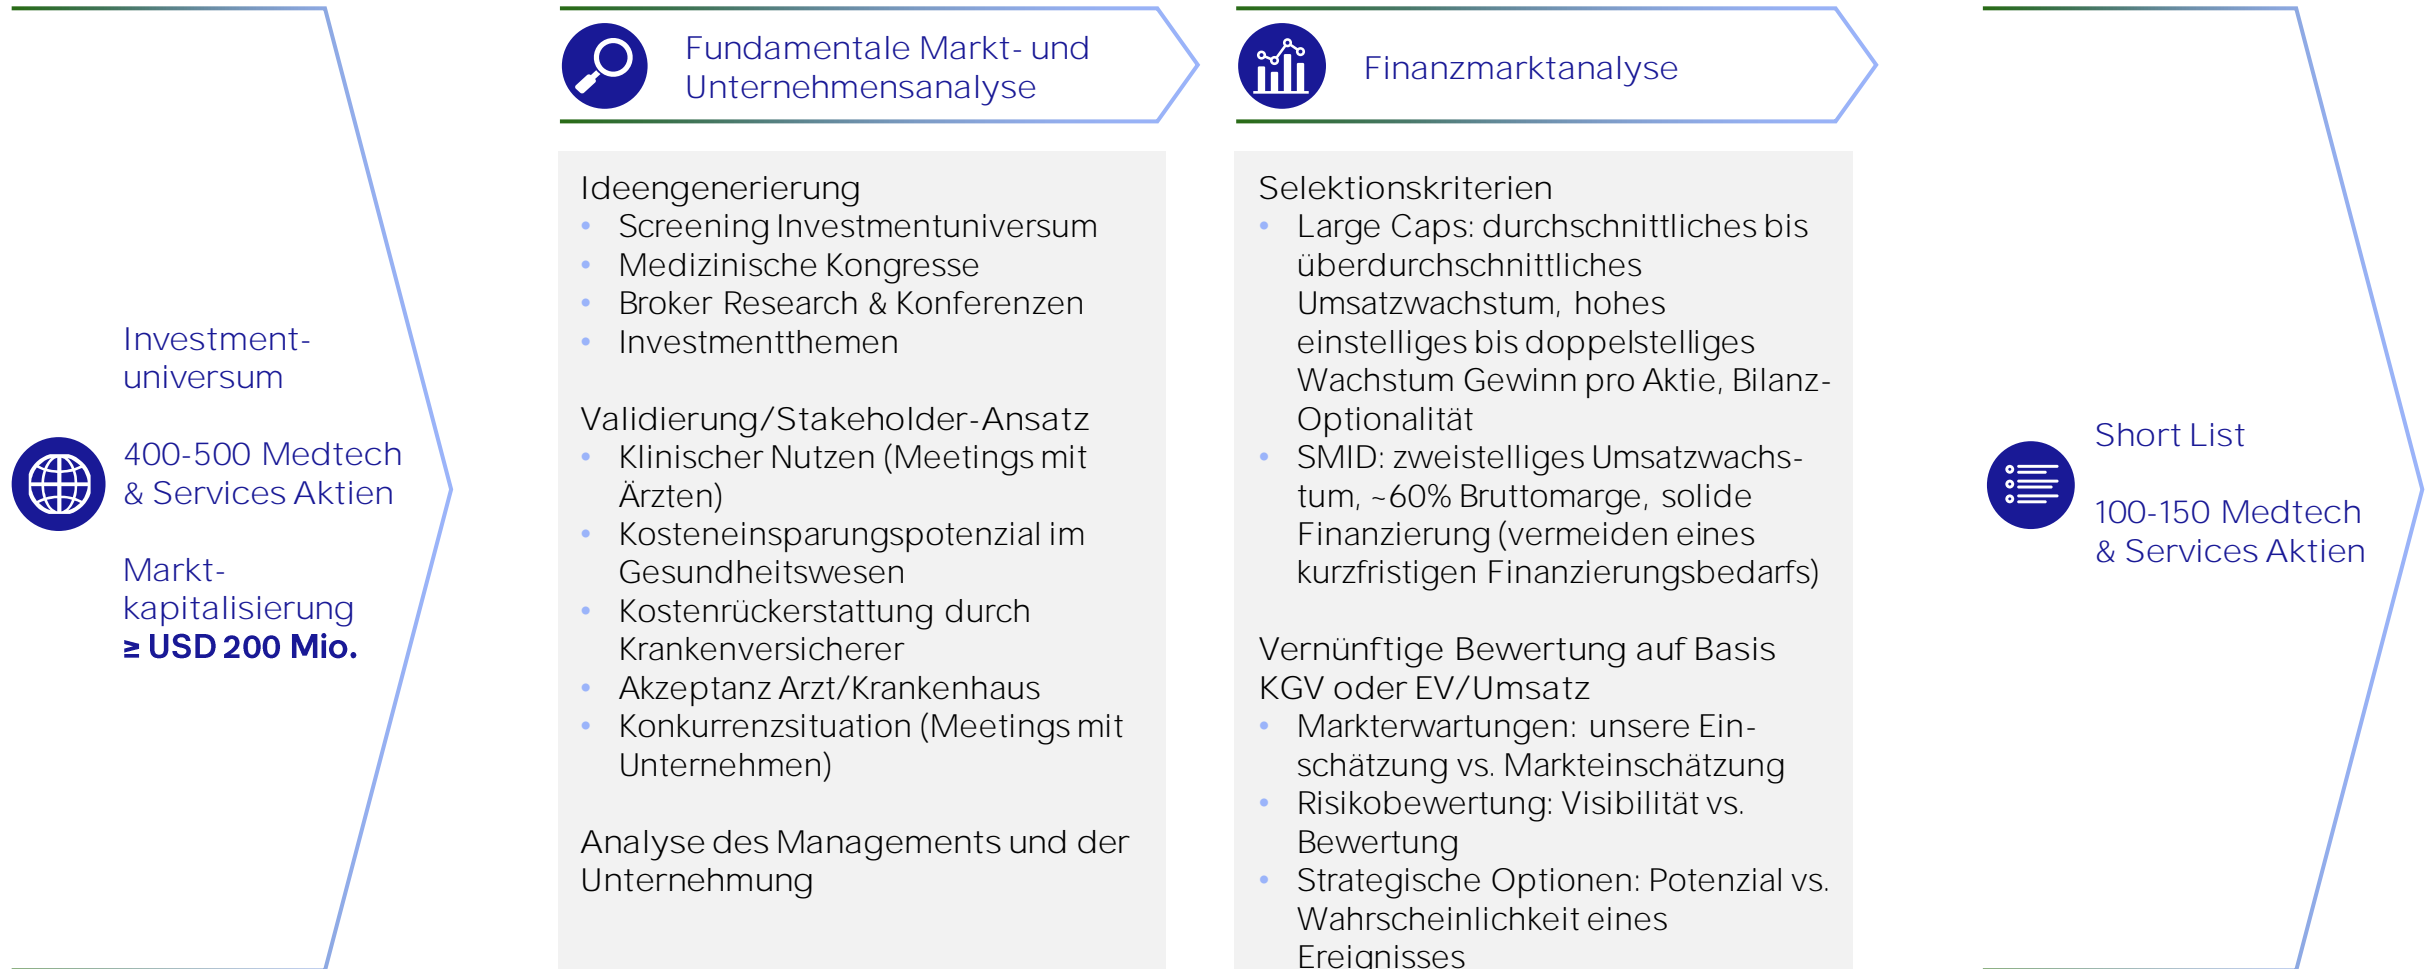 Investment-
universum
400-500 Medtech
& Services Aktien
Markt-
kapitalisierung
≥ USD 200 Mio.
Fundamentale Markt- und
Unternehmensanalyse
Ideengenerierung
• Screening Investmentuniversum
• Medizinische Kongresse
• Broker Research & Konferenzen
• Investmentthemen
Validierung/Stakeholder-Ansatz
• Klinischer Nutzen (Meetings mit
Ärzten)
• Kosteneinsparungspotenzial im
Gesundheitswesen
• Kostenrückerstattung durch
Krankenversicherer
• Akzeptanz Arzt/Krankenhaus
• Konkurrenzsituation (Meetings mit
Unternehmen)
Analyse des Managements und der
Unternehmung
Finanzmarktanalyse
Selektionskriterien
• Large Caps: durchschnittliches bis
überdurchschnittliches
Umsatzwachstum, hohes
einstelliges bis doppelstelliges
Wachstum Gewinn pro Aktie, Bilanz-
Optionalität
• SMID: zweistelliges Umsatzwachs-
tum, ~60% Bruttomarge, solide
Finanzierung (vermeiden eines
kurzfristigen Finanzierungsbedarfs)
Vernünftige Bewertung auf Basis
KGV oder EV/Umsatz
• Markterwartungen: unsere Ein-
schätzung vs. Markteinschätzung
• Risikobewertung: Visibilität vs.
Bewertung
• Strategische Optionen: Potenzial vs.
Wahrscheinlichkeit eines
Ereignisses
Short List
100-150 Medtech
& Services Aktien